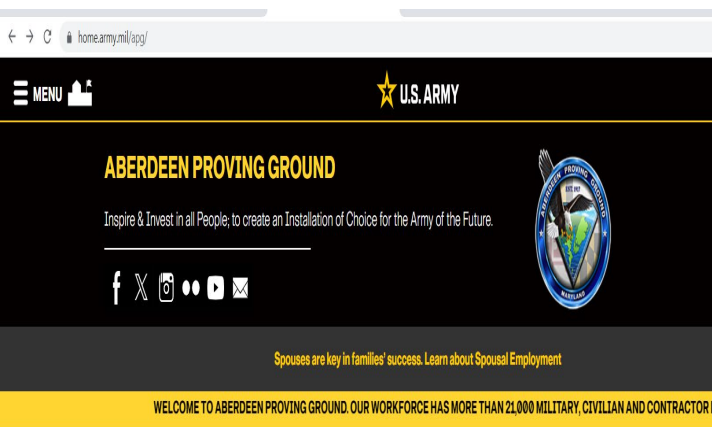 home.army.mil/apg/
MENU
U.S. ARMY
ABERDEEN PROVING GROUND
Inspire & Invest in all People; to create an Installation of Choice for the Army of the Future.
ABERDEEN PROVING GROUND
EST. 1917
MARYLAND
Spouses are key in families' success. Learn about Spousal Employment
WELCOME TO ABERDEEN PROVING GROUND. OUR WORKFORCE HAS MORE THAN 21,000 MILITARY, CIVILIAN AND CONTRACTOR